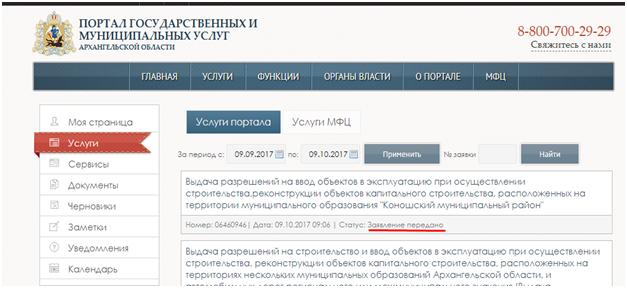 ПОРТАЛ ГОСУДАРСТВЕННЫХ И
МУНИЦИПАЛЬНЫХ УСЛУГ
АРХАНГЕЛЬСКОЙ ОБЛАСТИ
8-800-700-29-29
Свяжитесь с нами
ГЛАВНАЯ УСЛУГИ ФУНКЦИИ ОРГАНЫ ВЛАСТИ О ПОРТАЛЕ МФЦ
Моя страница
Услуги
Сервисы
Документы
Черновики
Заметки
Уведомления
Календарь
Услуги портала Услуги МФЦ
За период с: 09.09.2017 по: 09.10.2017 Применить № заявки Найти
Выдача разрешений на ввод объектов в эксплуатацию при осуществлении
строительства,реконструкции объектов капитального строительства, расположенных на
территории муниципального образования "Коношский муниципальный район"
Номер: 06460946| Дата: 09.10.2017 09:06 | Статус: Заявление передано
Выдача разрешений на строительство и ввод объектов в эксплуатацию при осуществлении
строительства, реконструкции объектов капитального строительства, расположенных на
территориях нескольких муниципальных образований Архангельской области, и